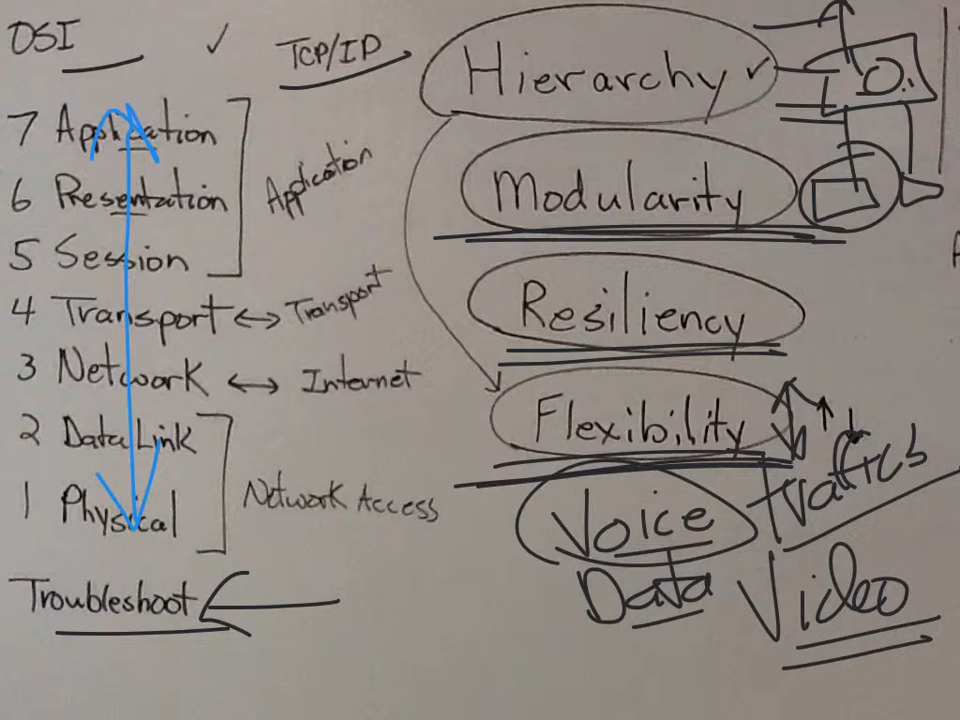 OSI
TCP/IP
7 Application
6 Presentation
5 Session
Application
4 Transport ↔ Transport
3 Network ↔ Internet
2 Data Link
1 Physical
Network Access
Troubleshoot
Hierarchy
Modularity
Resiliency
Flexibility
Traffics
Voice
Data
Video